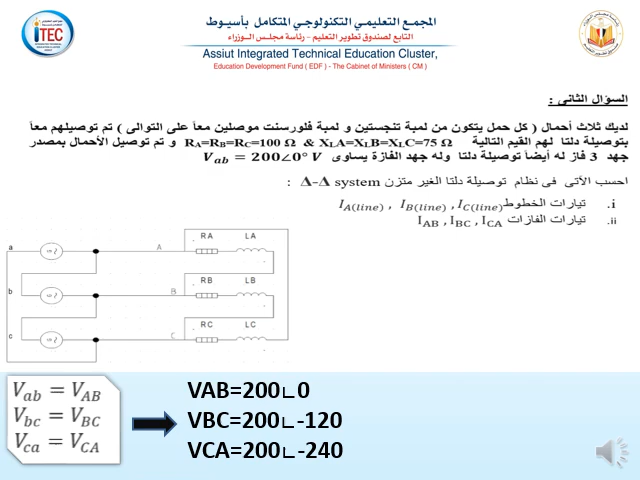 المجمع التعليمي التكنولوجي المتكامل بأسيوط
التابع لصندوق تطوير التعليم - رئاسة مجلس الوزراء
Assiut Integrated Technical Education Cluster,
Education Development Fund ( EDF ) - The Cabinet of Ministers ( CM )
iTEC
السؤال الثانى :
لديك ثلاث أحمال ( كل حمل يتكون من لمبة تنجستين و لمبة فلورسنت موصلين معاً على التوالى ) تم توصيلهم معاً
بتوصيلة دلتا لهم القيم التالية RA=RB=RC=100 Ω & XLA=XLB=XLC=75 Ω و تم توصيل الأحمال بمصدر
جهد 3 فاز له أيضاً توصيلة دلتا وله جهد الفازة يساوى Vab = 200∠0° V
احسب الآتى فى نظام توصيلة دلتا الغير متزن Δ-Δ system :
i. تيارات الخطوط IA(line) , IB(line) , IC(line)
ii. تيارات الفازات IAB , IBC , ICA
a A RA LA
b B RB LB
c C RC LC
Vab = VAB
Vbc = VBC
Vca = VCA
VAB=200∟0
VBC=200∟-120
VCA=200∟-240